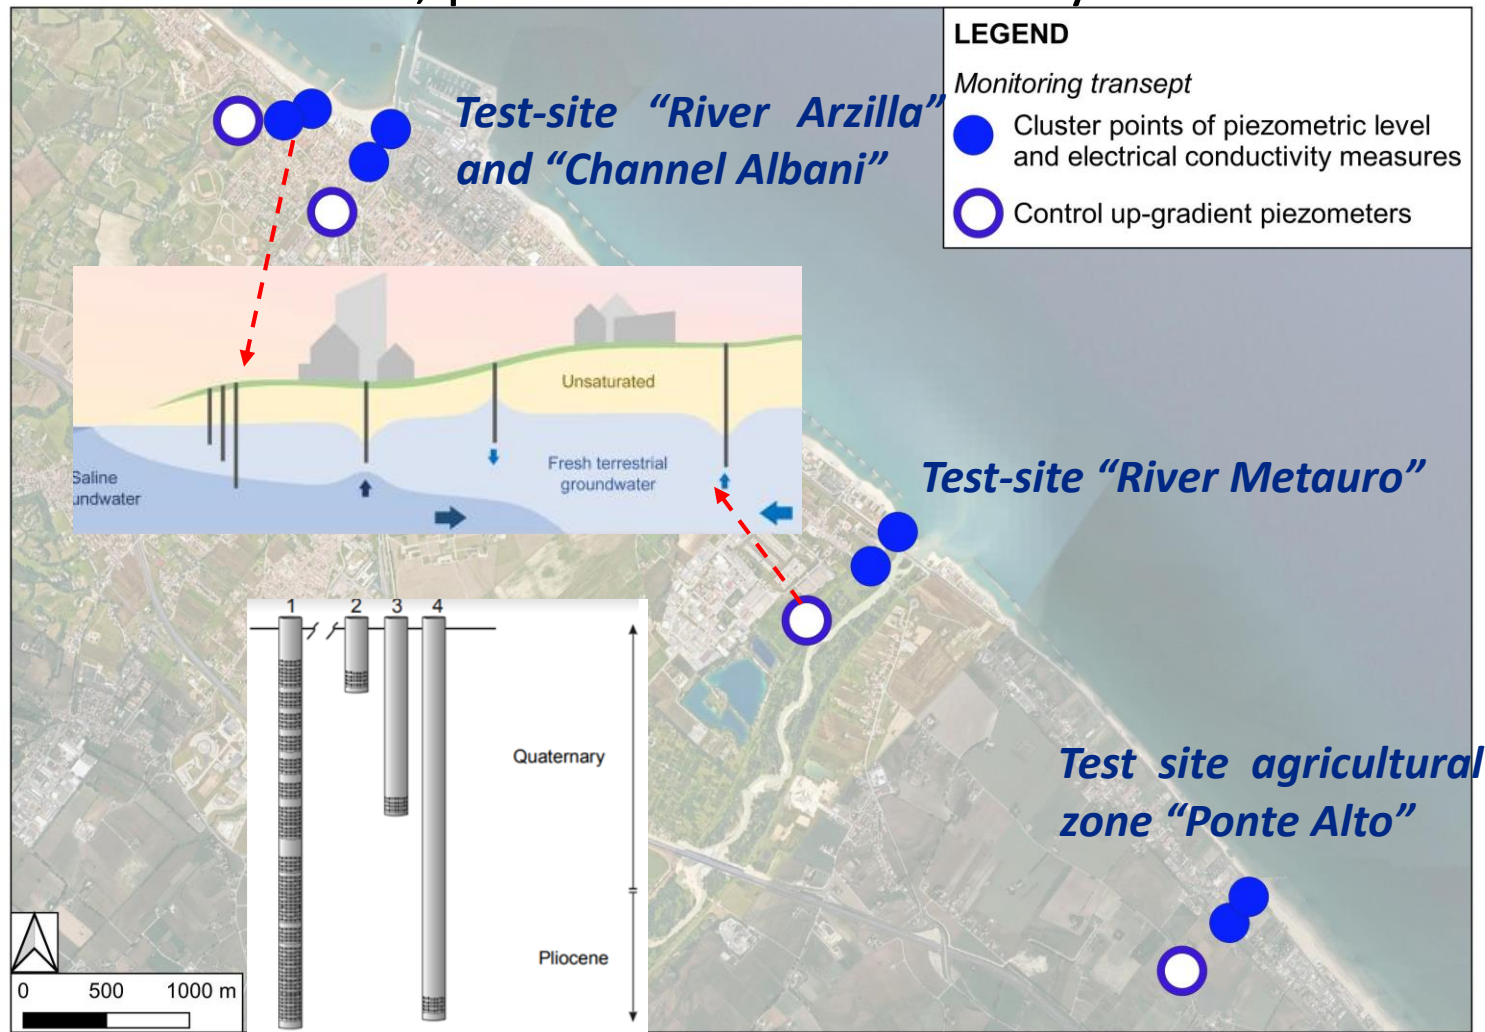 LEGEND
Monitoring transept
Cluster points of piezometric level
and electrical conductivity measures
Control up-gradient piezometers
Test-site “River Arzilla”
and “Channel Albani”
Unsaturated
Fresh terrestrial
groundwater
Saline
undwater
Test-site “River Metauro”
1 2 3 4
Quaternary
Pliocene
Test site agricultural
zone “Ponte Alto”
0 500 1000 m